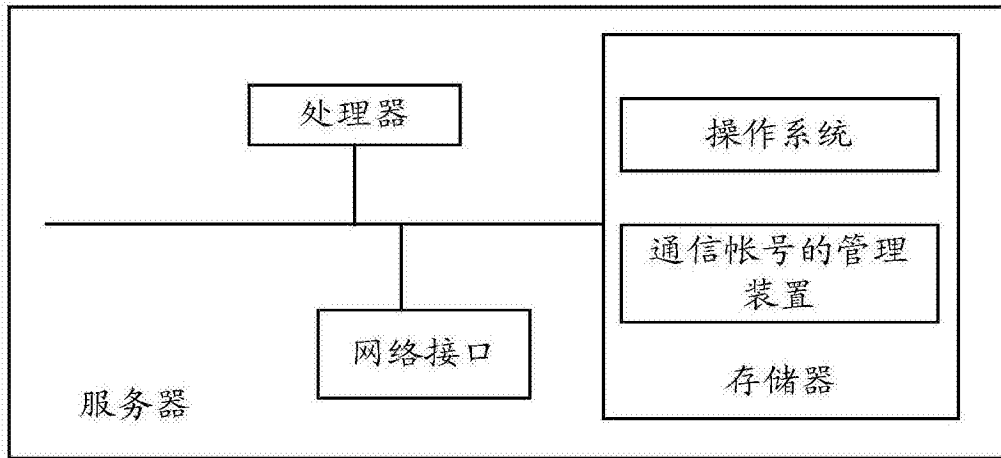 处理器
操作系统
通信帐号的管理
装置
网络接口
存储器
服务器